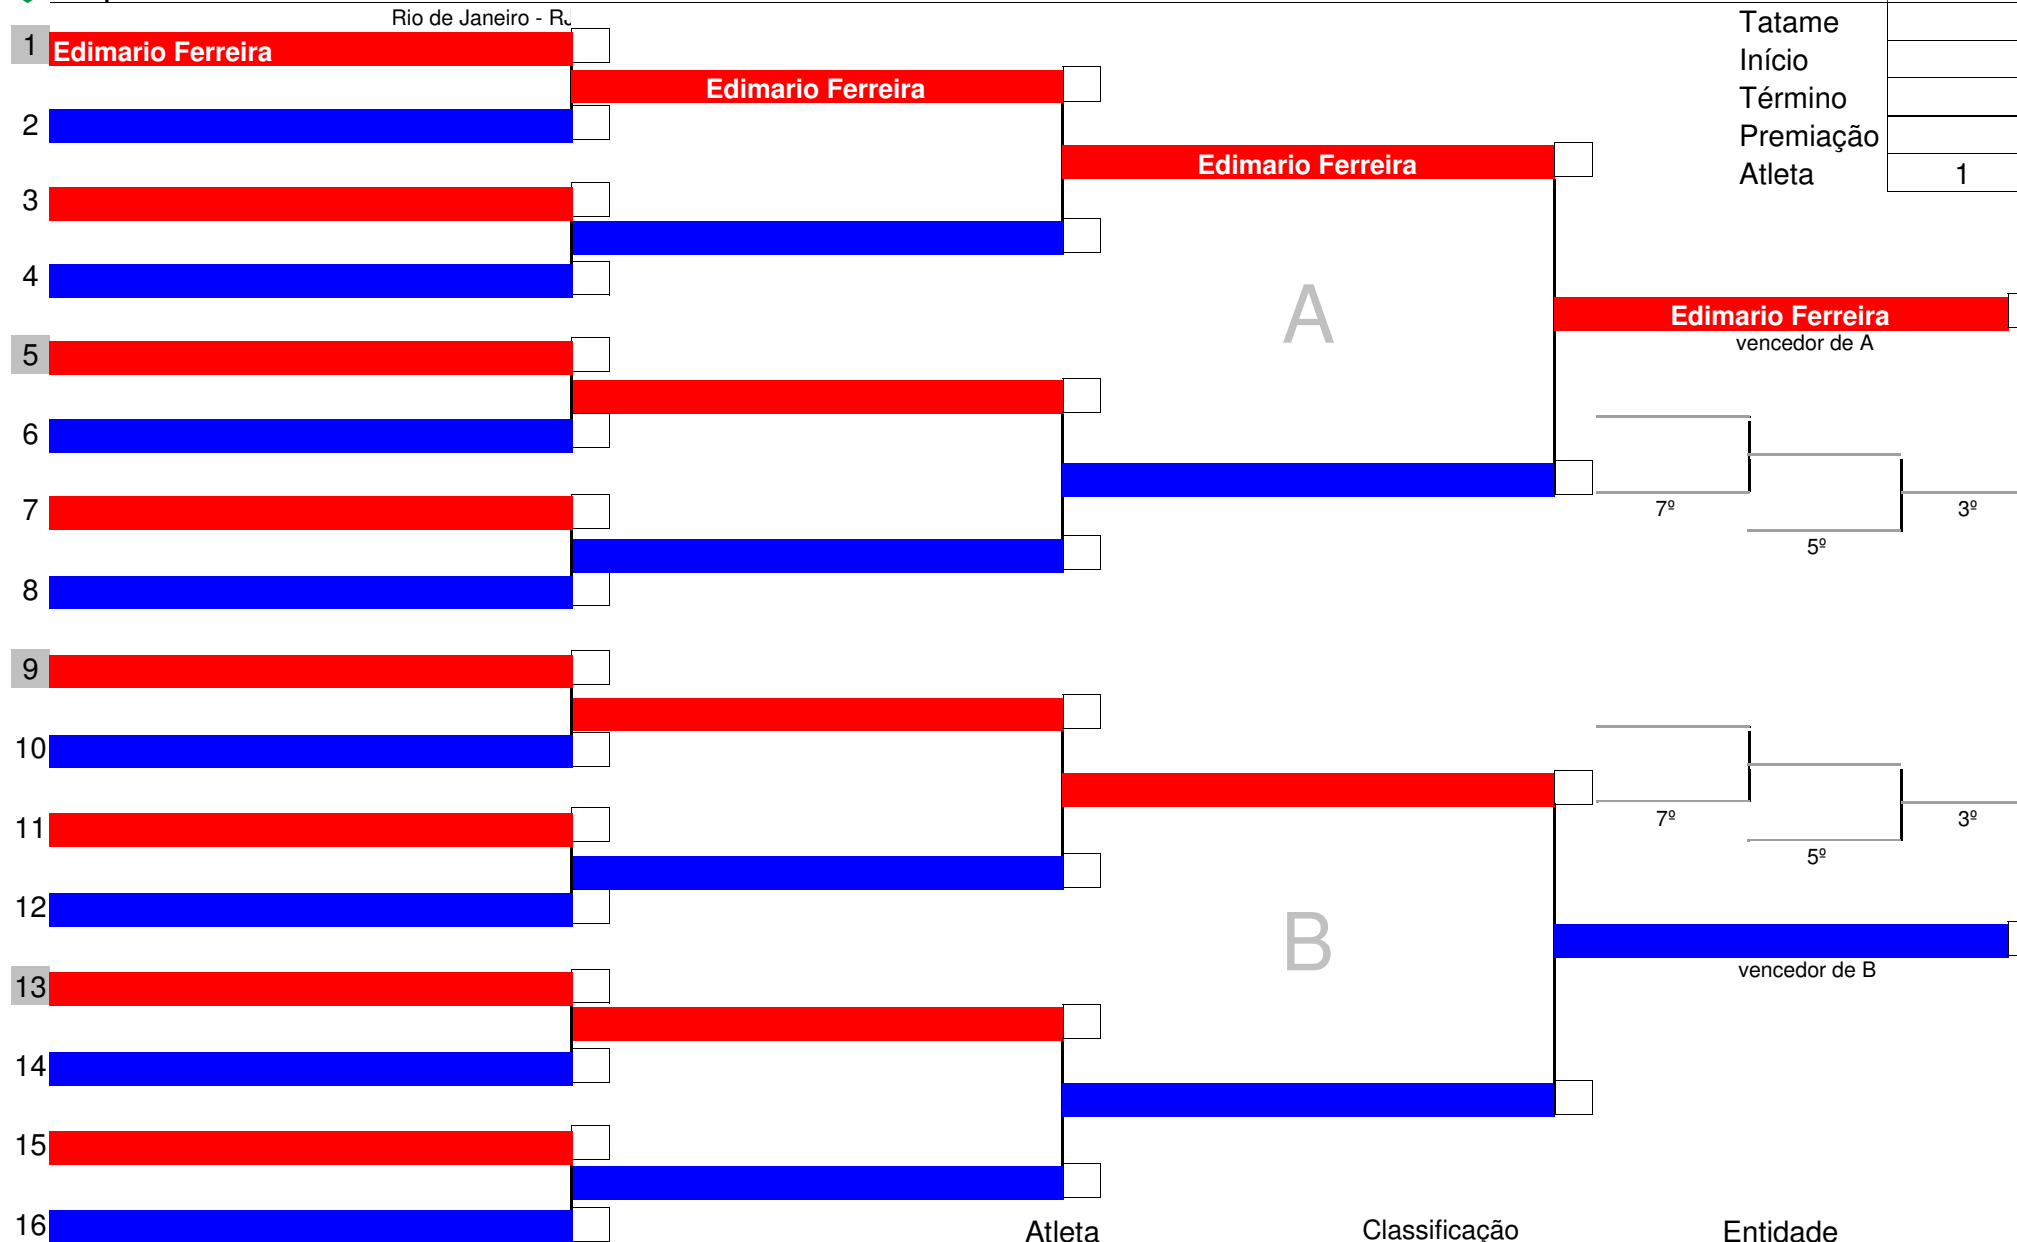 Rio de Janeiro - RJ
Tatame
1 Edimario Ferreira
Início
Edimario Ferreira
Término
2
Premiação
Edimario Ferreira
Atleta 1
3
4
A
Edimario Ferreira
vencedor de A
5
6
7
7º 3º
5º
8
9
10
11
7º 3º
5º
12
B
vencedor de B
13
14
15
16
Atleta Classificação Entidade